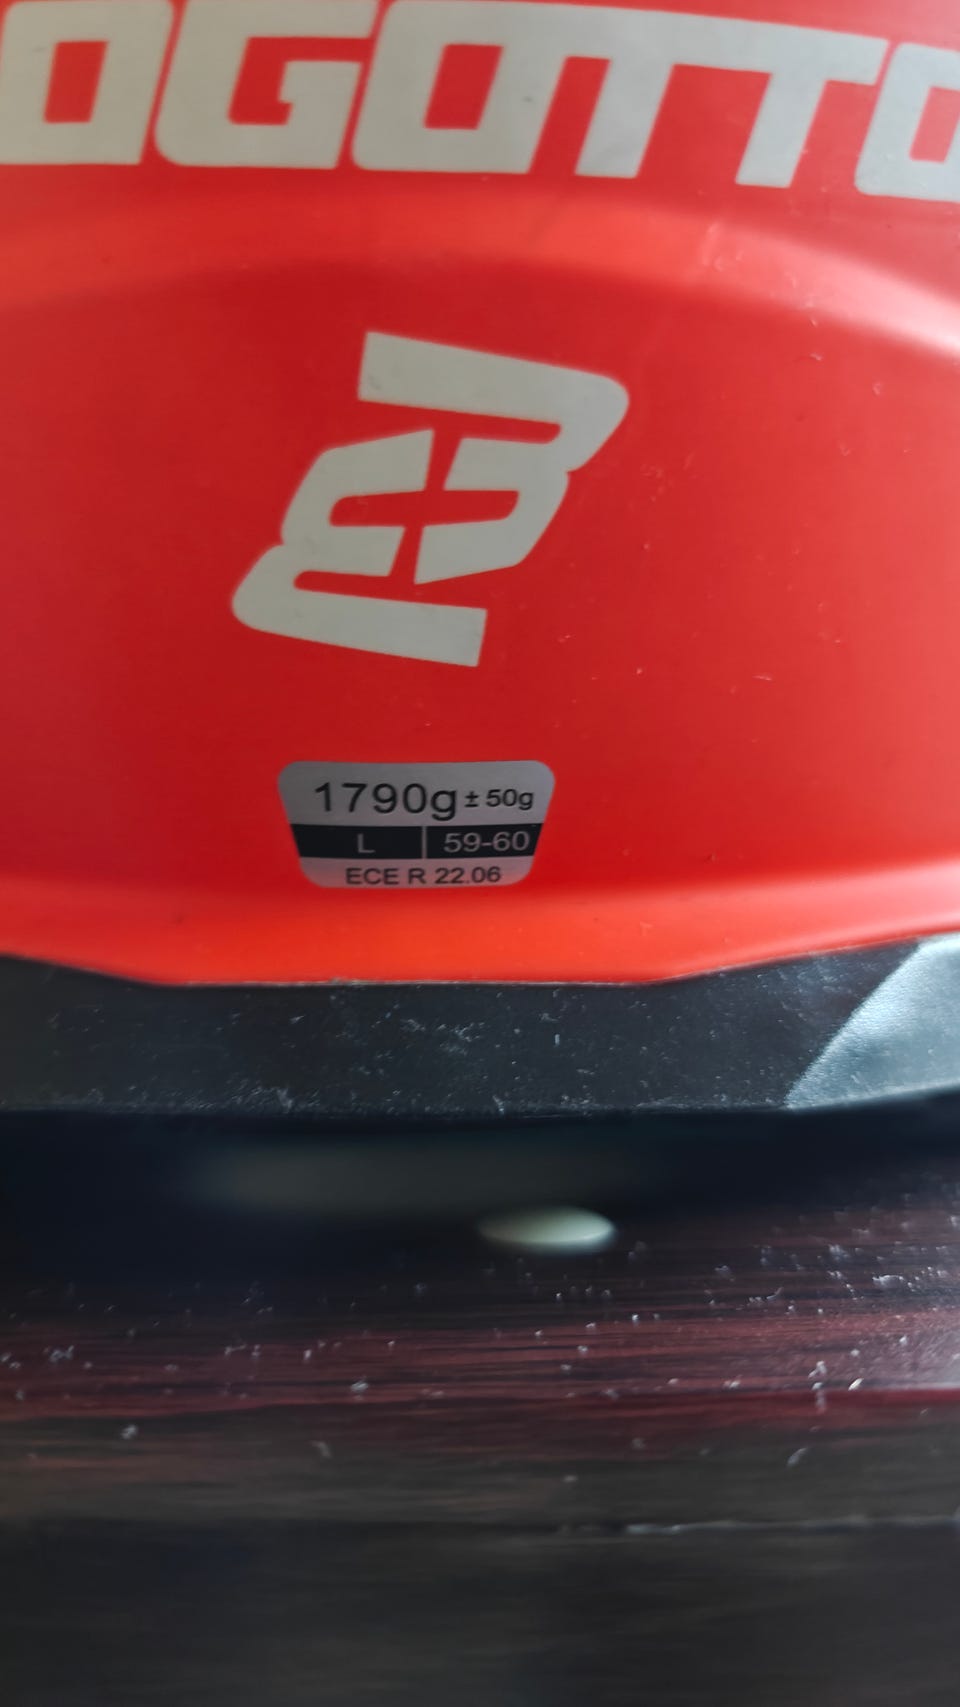 OGOTTO
1790g ± 50g
L 59-60
ECE R 22.06